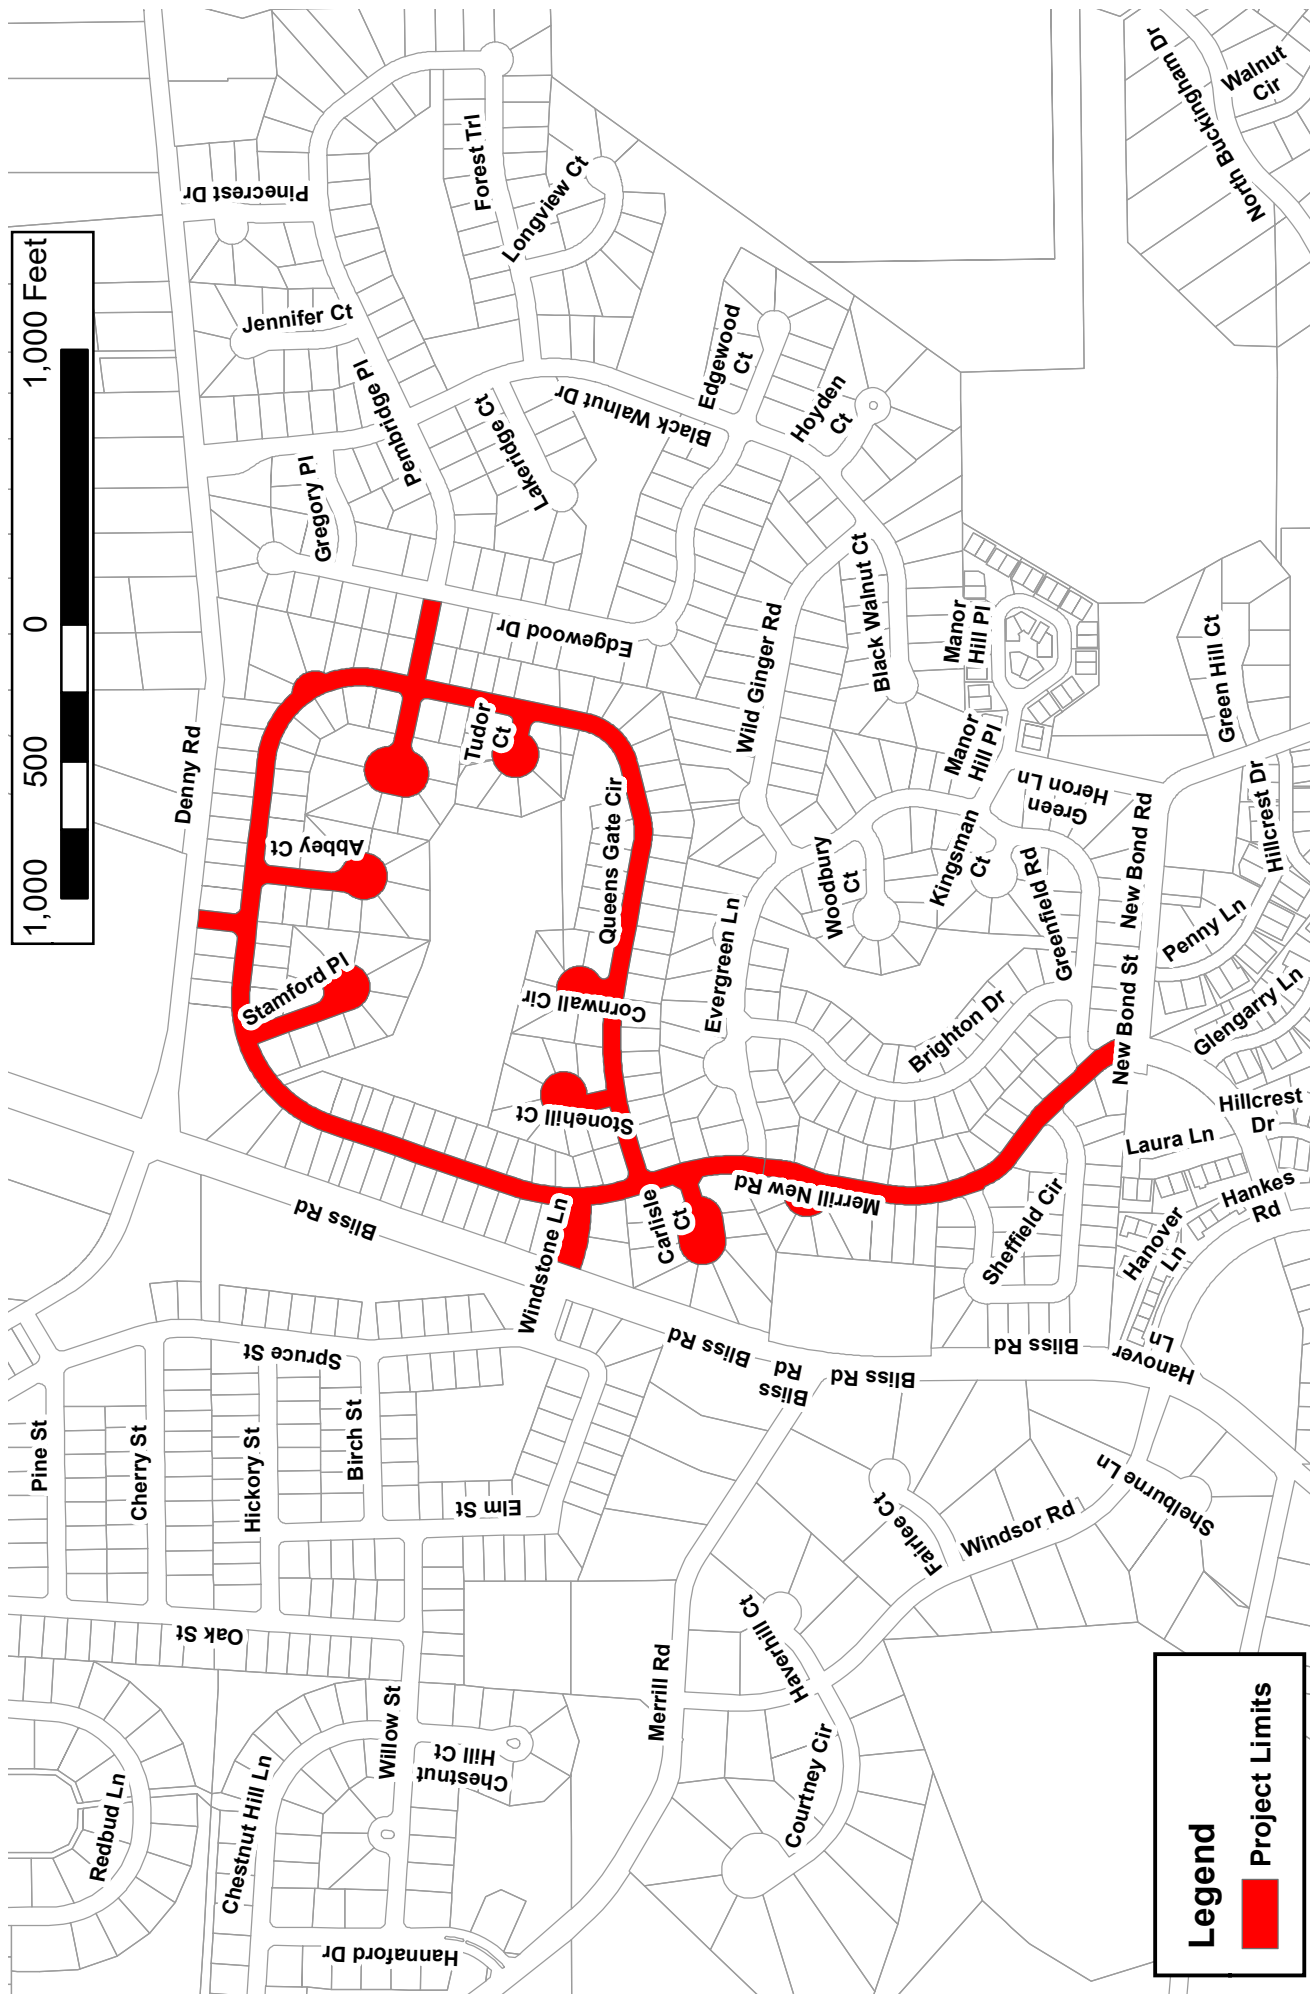 1,000
500
0
1,000 Feet
Denny Rd
Pinecrest Dr
Jennifer Ct
Forest Trl
Longview Ct
North Buckingham Dr
Walnut
Cir
Pembridge Pl
Gregory Pl
Lakeridge Ct
Black Walnut Dr
Edgewood
Ct
Hoyden
Ct
Edgewood Dr
Wild Ginger Rd
Black Walnut Ct
Manor
Hill Pl
Manor
Hill Pl
Green Hill Ct
Tudor
Ct
Abbey Ct
Queens Gate Cir
Stamford Pl
Cornwall Cir
Stonehill Ct
Evergreen Ln
Woodbury
Ct
Kingsman
Ct
Green
Heron Ln
Greenfield Rd
New Bond Rd
Hillcrest Dr
Penny Ln
Glengarry Ln
New Bond St
Brighton Dr
Bliss Rd
Windstone Ln
Carlisle
Ct
Merrill New Rd
Sheffield Cir
Laura Ln
Hillcrest
Dr
Hankes
Rd
Hanover
Ln
Hanover
Ln
Bliss Rd
Bliss Rd
Bliss Rd
Bliss
Rd
Bliss Rd
Pine St
Cherry St
Hickory St
Birch St
Spruce St
Elm St
Oak St
Willow St
Chestnut
Hill Ct
Chestnut Hill Ln
Redbud Ln
Hannaford Dr
Merrill Rd
Haverhill Ct
Courtney Cir
Fairlee Ct
Windsor Rd
Shelburne Ln
Legend
Project Limits